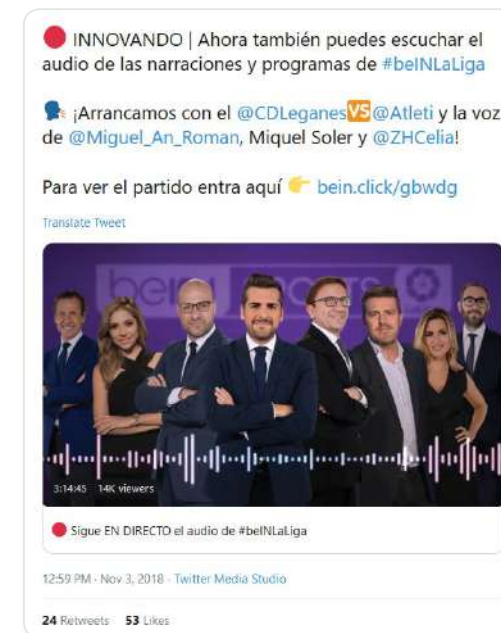 🔴 INNOVANDO | Ahora también puedes escuchar el
audio de las narraciones y programas de #beINLaLiga
🗣️ ¡Arrancamos con el @CDLeganes🆚@Atleti y la voz
de @Miguel_An_Roman, Miquel Soler y @ZHCelia!
Para ver el partido entra aquí 👉 bein.click/gbwdg
Translate Tweet
beIN SPORTS
3:14:45 14K viewers
🔴 Sigue EN DIRECTO el audio de #beINLaLiga
12:59 PM · Nov 3, 2018 · Twitter Media Studio
24 Retweets 53 Likes